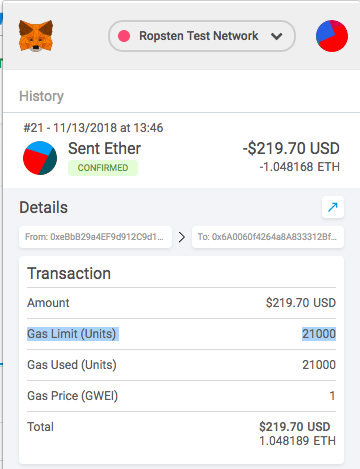 Ropsten Test Network
History
#21 - 11/13/2018 at 13:46
Sent Ether -$219.70 USD
CONFIRMED -1.048168 ETH
Details
From: 0xeBbB29a4EF9d912C9d1... To: 0x6A0060f4264a8A833312Bf...
Transaction
Amount $219.70 USD
Gas Limit (Units) 21000
Gas Used (Units) 21000
Gas Price (GWEI) 1
Total $219.70 USD
1.048189 ETH